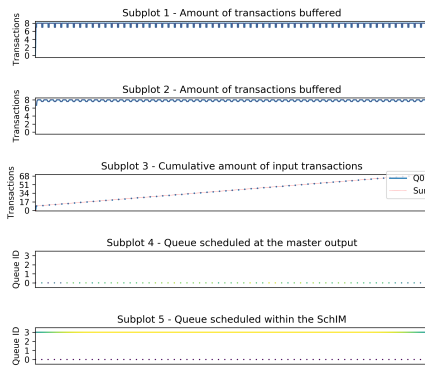 Subplot 1 - Amount of transactions buffered
Transactions
8
6
4
2
0
Subplot 2 - Amount of transactions buffered
Transactions
8
6
4
2
0
Subplot 3 - Cumulative amount of input transactions
Transactions
68
51
34
17
0
Q0
Subplot 4 - Queue scheduled at the master output
Queue ID
3
2
1
0
Subplot 5 - Queue scheduled within the SchIM
Queue ID
3
2
1
0